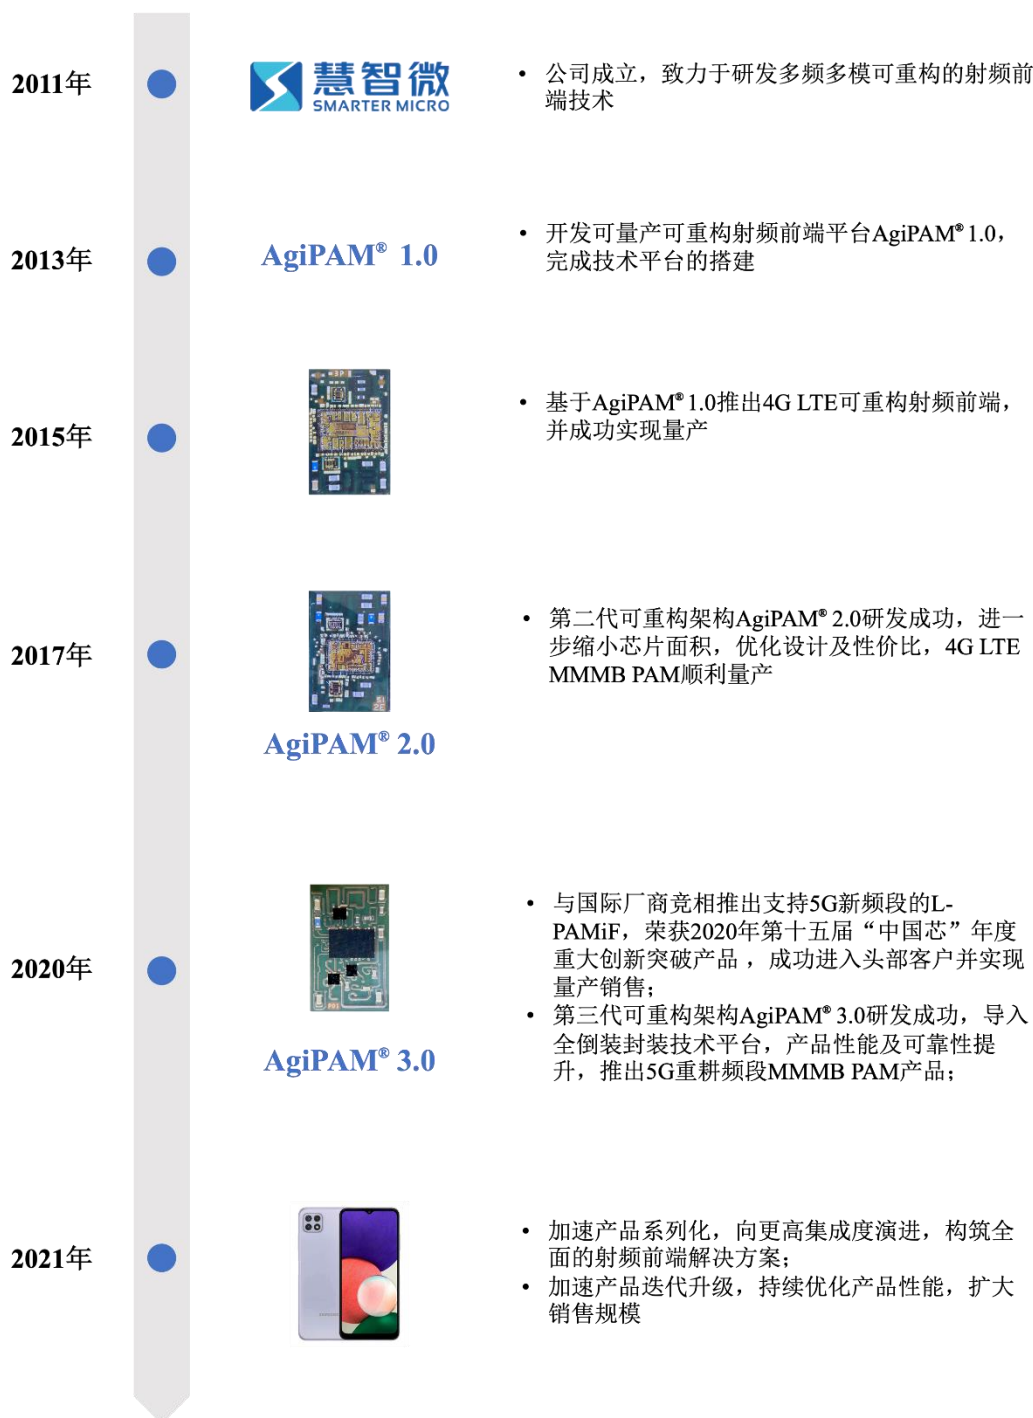 2011年
慧智微
SMARTER MICRO
• 公司成立，致力于研发多频多模可重构的射频前
端技术
2013年
AgiPAM® 1.0
• 开发可量产可重构射频前端平台AgiPAM® 1.0，
完成技术平台的搭建
2015年
• 基于AgiPAM® 1.0推出4G LTE可重构射频前端，
并成功实现量产
2017年
AgiPAM® 2.0
• 第二代可重构架构AgiPAM® 2.0研发成功，进一
步缩小芯片面积，优化设计及性价比，4G LTE
MMMB PAM顺利量产
2020年
AgiPAM® 3.0
• 与国际厂商竞相推出支持5G新频段的L-
PAMiF，荣获2020年第十五届“中国芯”年度
重大创新突破产品 ，成功进入头部客户并实现
量产销售；
• 第三代可重构架构AgiPAM® 3.0研发成功，导入
全倒装封装技术平台，产品性能及可靠性提
升，推出5G重耕频段MMMB PAM产品；
2021年
• 加速产品系列化，向更高集成度演进，构筑全
面的射频前端解决方案；
• 加速产品迭代升级，持续优化产品性能，扩大
销售规模